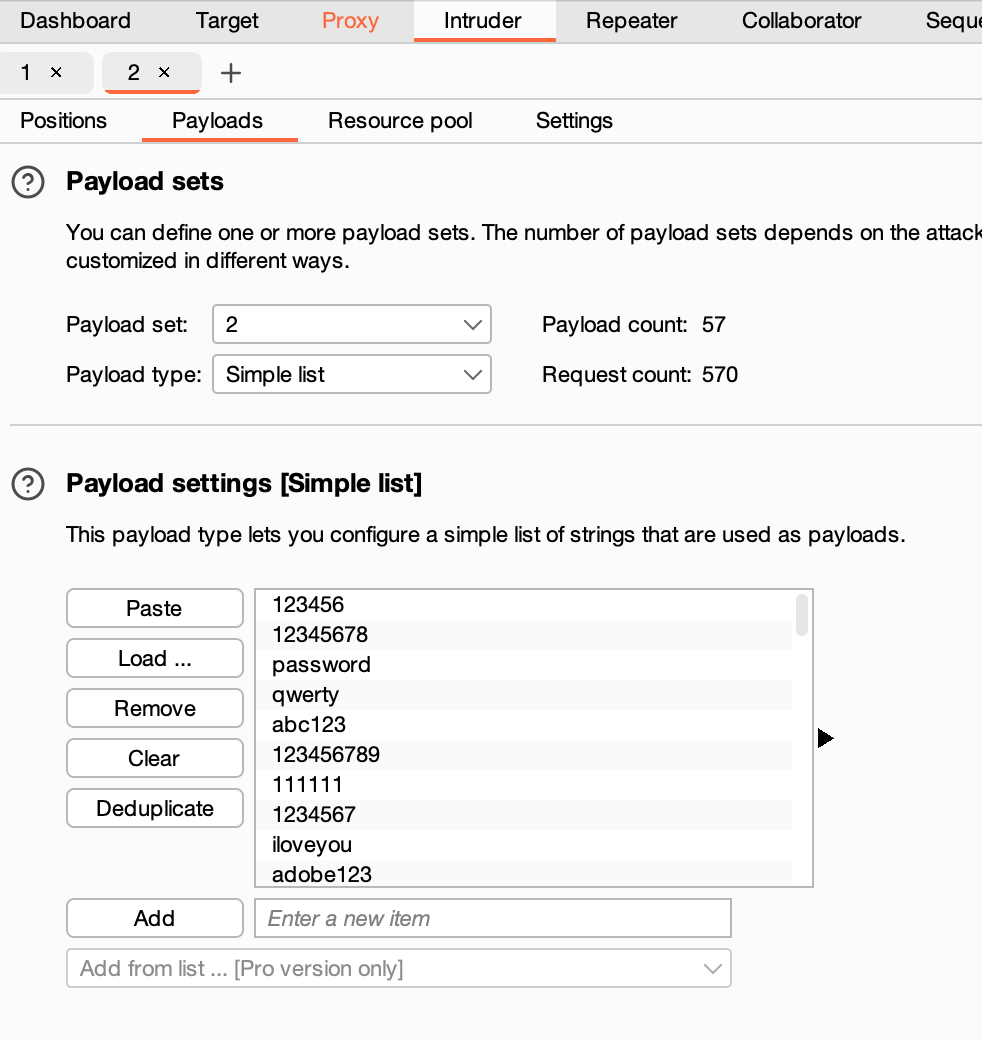 Dashboard Target Proxy Intruder Repeater Collaborator Seque
1 × 2 × +
Positions Payloads Resource pool Settings
? Payload sets
You can define one or more payload sets. The number of payload sets depends on the attack
customized in different ways.
Payload set: 2 Payload count: 57
Payload type: Simple list Request count: 570
? Payload settings [Simple list]
This payload type lets you configure a simple list of strings that are used as payloads.
Paste
Load ...
Remove
Clear
Deduplicate
123456
12345678
password
qwerty
abc123
123456789
111111
1234567
iloveyou
adobe123
Add Enter a new item
Add from list ... [Pro version only]